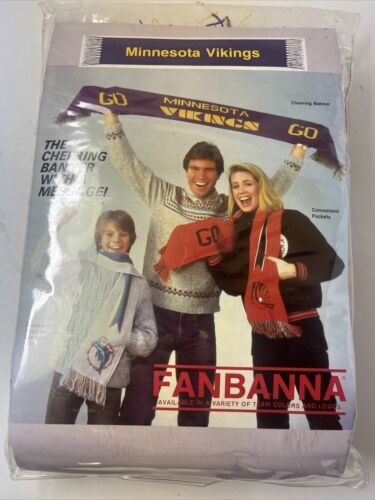 Minnesota Vikings
GO
MINNESOTA
VIKINGS
GO
Cheering Banner
THE
CHEERING
BANNER
WITH A
MESSAGE!
Convenient
Pockets
GO
FANBANNA
AVAILABLE IN A VARIETY OF TEAM COLORS AND LOGOS